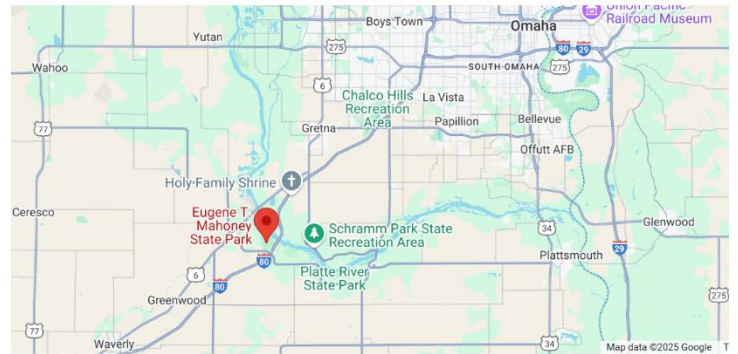 Union Pacific
Railroad Museum
Boys Town
Omaha
Yutan
275
80
29
Wahoo
6
SOUTH OMAHA
275
77
Chalco Hills
Recreation
Area
La Vista
Gretna
Papillion
Bellevue
Offutt AFB
Holy Family Shrine
Ceresco
Eugene T.
Mahoney
State Park
Schramm Park State
Recreation Area
Glenwood
34
29
Plattsmouth
80
6
Platte River
State Park
80
Greenwood
275
77
Waverly
34
Map data ©2025 Google
T